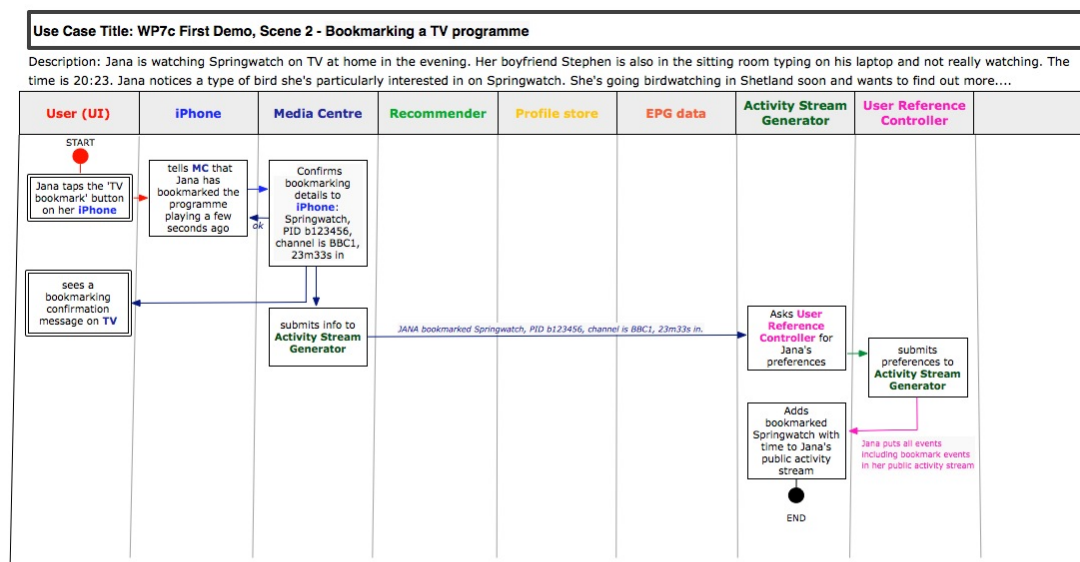 Use Case Title: WP7c First Demo, Scene 2 - Bookmarking a TV programme
Description: Jana is watching Springwatch on TV at home in the evening. Her boyfriend Stephen is also in the sitting room typing on his laptop and not really watching. The
time is 20:23. Jana notices a type of bird she's particularly interested in on Springwatch. She's going birdwatching in Shetland soon and wants to find out more....
User (UI)
iPhone
Media Centre
Recommender
Profile store
EPG data
Activity Stream
Generator
User Reference
Controller
START
Jana taps the 'TV
bookmark' button
on her iPhone
tells MC that
Jana has
bookmarked the
programme
playing a few
seconds ago
ok
Confirms
bookmarking
details to
iPhone:
Springwatch,
PID b123456,
channel is BBC1,
23m33s in
sees a
bookmarking
confirmation
message on TV
submits info to
Activity Stream
Generator
JANA bookmarked Springwatch, PID b123456, channel is BBC1, 23m33s in.
Asks User
Reference
Controller for
Jana's
preferences
submits
preferences to
Activity Stream
Generator
Adds
bookmarked
Springwatch with
time to Jana's
public activity
stream
Jana puts all events
including bookmark events
in her public activity stream
END